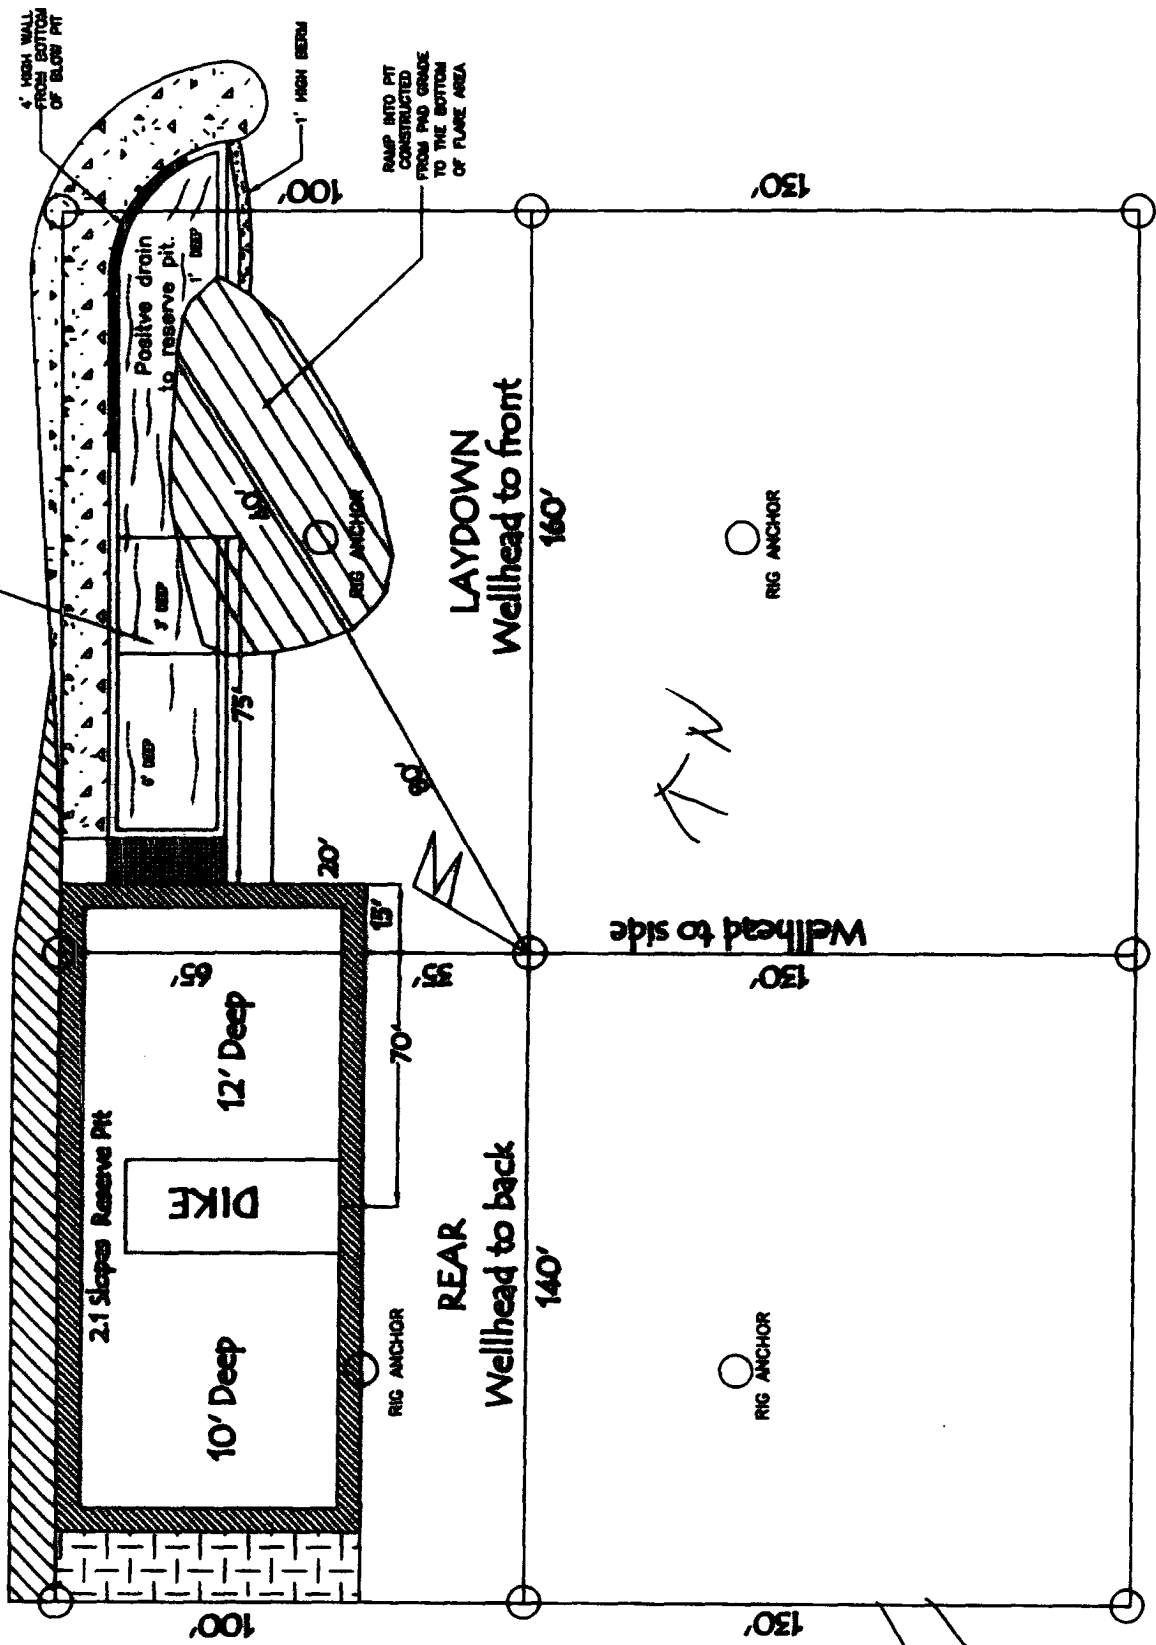 4' HIGH WALL
FROM BOTTOM
OF BLOW PIT
1' HIGH BERM
RAMP INTO PIT
CONSTRUCTED
FROM PAD GRADE
TO THE BOTTOM
OF FLARE AREA
100'
130'
Positve drain
to reserve pit.
1' DEEP
3' DEEP
6' DEEP
75'
RIG ANCHOR
LAYDOWN
Wellhead to front
160'
RIG ANCHOR
20'
15'
N
Wellhead to side
65'
35'
130'
70'
2.1 Slopes Reserve Pit
12' Deep
DIKE
10' Deep
REAR
Wellhead to back
140'
RIG ANCHOR
RIG ANCHOR
100'
130'